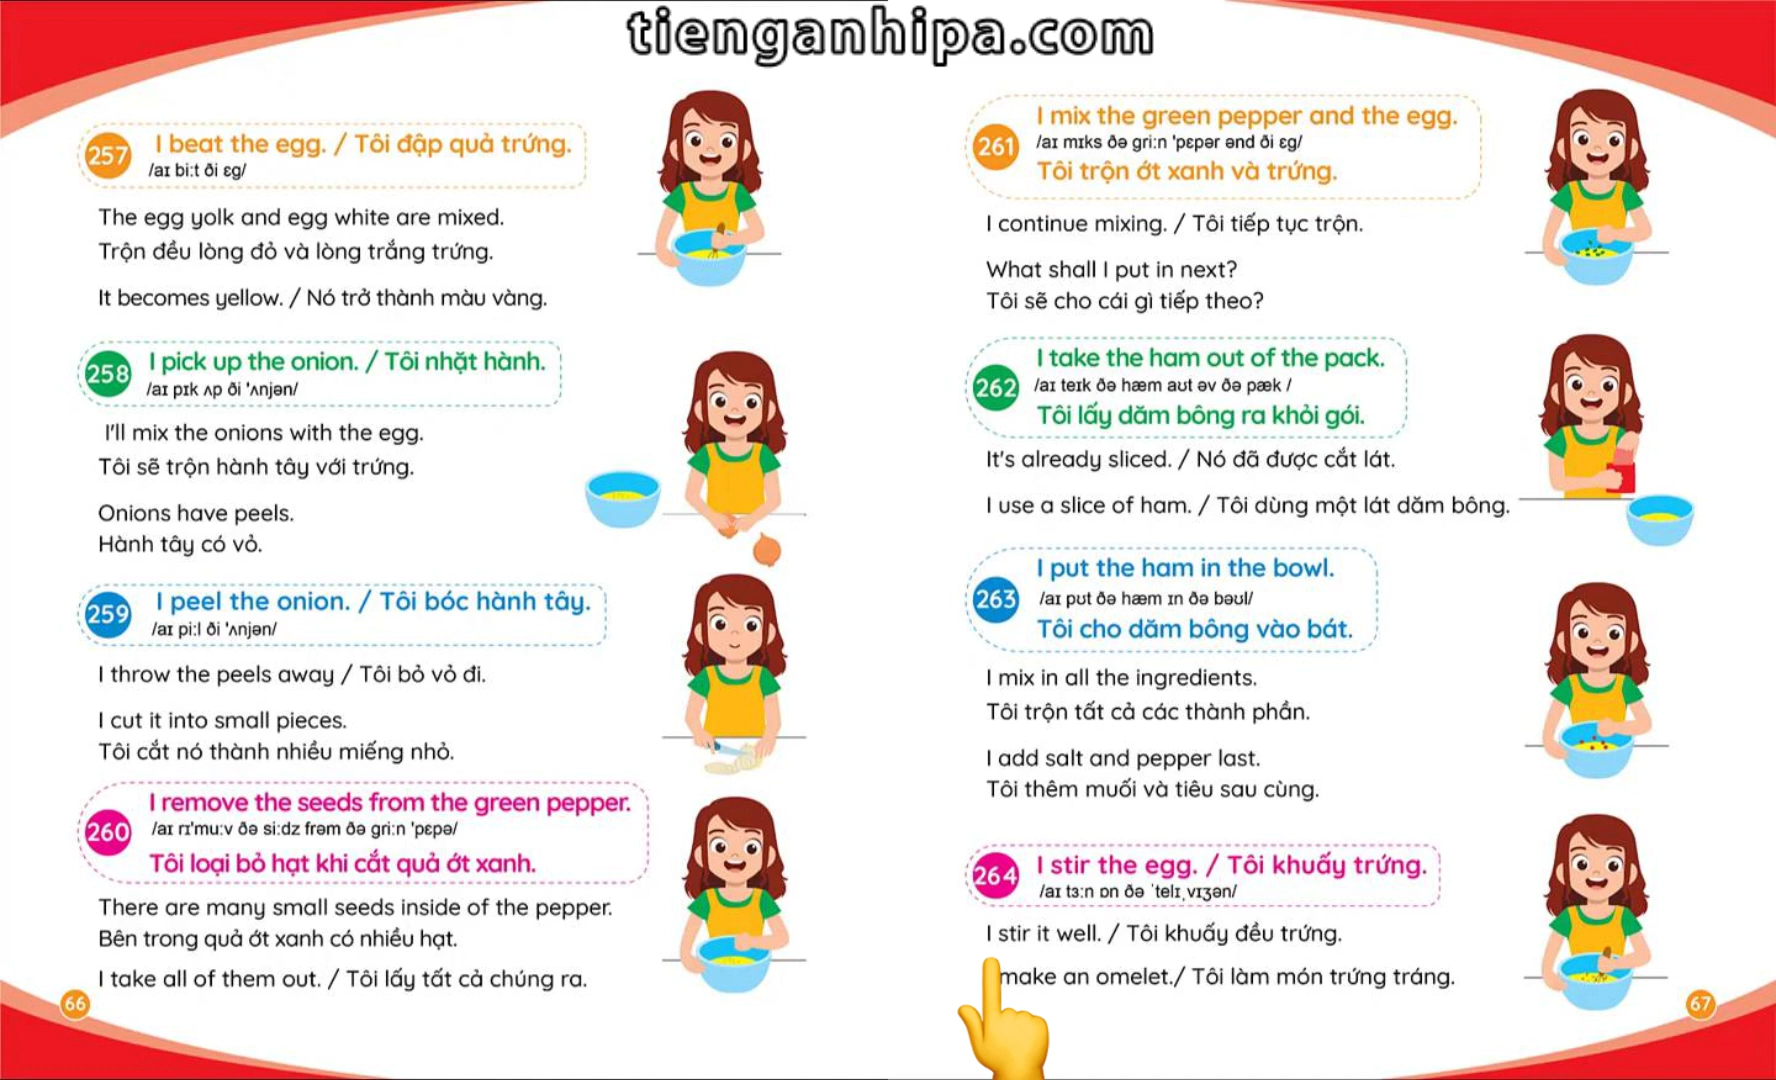 tienganhipa.com
257
I beat the egg. / Tôi đập quả trứng.
/aɪ biːt ði ɛg/
The egg yolk and egg white are mixed.
Trộn đều lòng đỏ và lòng trắng trứng.
It becomes yellow. / Nó trở thành màu vàng.
258
I pick up the onion. / Tôi nhặt hành.
/aɪ pɪk ʌp ði 'ʌnjən/
I'll mix the onions with the egg.
Tôi sẽ trộn hành tây với trứng.
Onions have peels.
Hành tây có vỏ.
259
I peel the onion. / Tôi bóc hành tây.
/aɪ piːl ði 'ʌnjən/
I throw the peels away / Tôi bỏ vỏ đi.
I cut it into small pieces.
Tôi cắt nó thành nhiều miếng nhỏ.
260
I remove the seeds from the green pepper.
/aɪ rɪ'muːv ðə siːdz frəm ðə griːn 'pɛpə/
Tôi loại bỏ hạt khi cắt quả ớt xanh.
There are many small seeds inside of the pepper.
Bên trong quả ớt xanh có nhiều hạt.
I take all of them out. / Tôi lấy tất cả chúng ra.
66
261
I mix the green pepper and the egg.
/aɪ mɪks ðə griːn 'pɛpər ənd ði ɛg/
Tôi trộn ớt xanh và trứng.
I continue mixing. / Tôi tiếp tục trộn.
What shall I put in next?
Tôi sẽ cho cái gì tiếp theo?
262
I take the ham out of the pack.
/aɪ teɪk ðə hæm aʊt əv ðə pæk /
Tôi lấy dăm bông ra khỏi gói.
It's already sliced. / Nó đã được cắt lát.
I use a slice of ham. / Tôi dùng một lát dăm bông.
263
I put the ham in the bowl.
/aɪ pʊt ðə hæm ɪn ðə bəʊl/
Tôi cho dăm bông vào bát.
I mix in all the ingredients.
Tôi trộn tất cả các thành phần.
I add salt and pepper last.
Tôi thêm muối và tiêu sau cùng.
264
I stir the egg. / Tôi khuấy trứng.
/aɪ tɜːn ɒn ðə ˈtelɪˌvɪʒən/
I stir it well. / Tôi khuấy đều trứng.
make an omelet./ Tôi làm món trứng tráng.
67